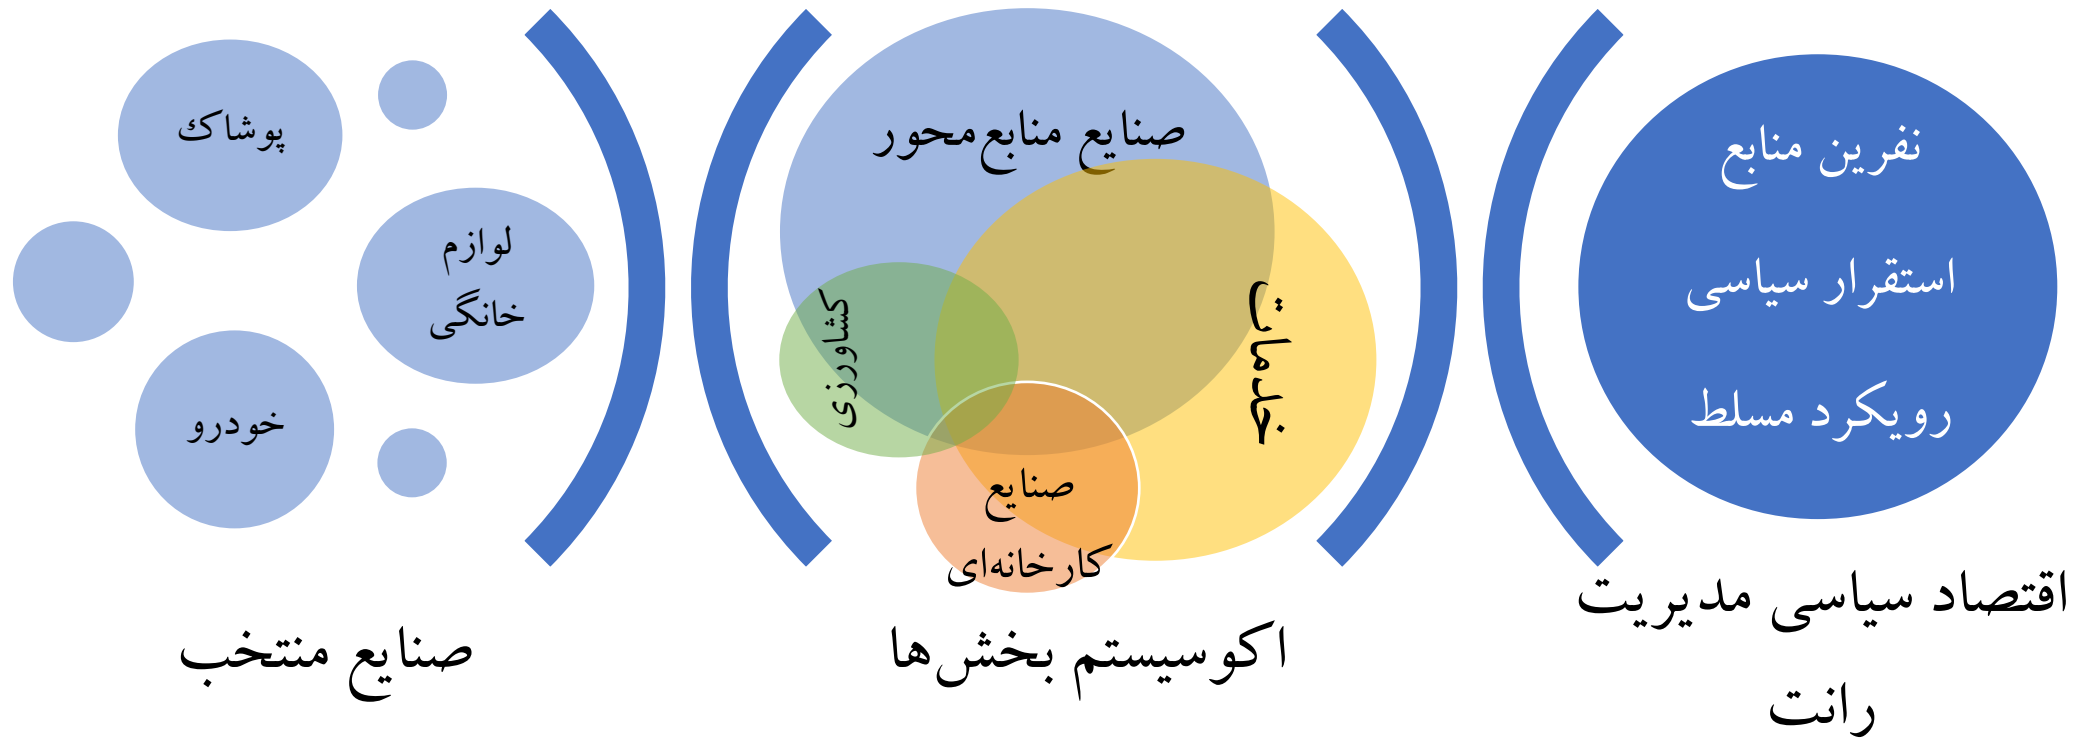 نفرین منابع
استقرار سیاسی
رویکرد مسلط
اقتصاد سیاسی مدیریت
رانت
صنایع منابع‌محور
خدمات
کشاورزی
صنایع
کارخانه‌ای
اکوسیستم بخش‌ها
پوشاک
لوازم
خانگی
خودرو
صنایع منتخب